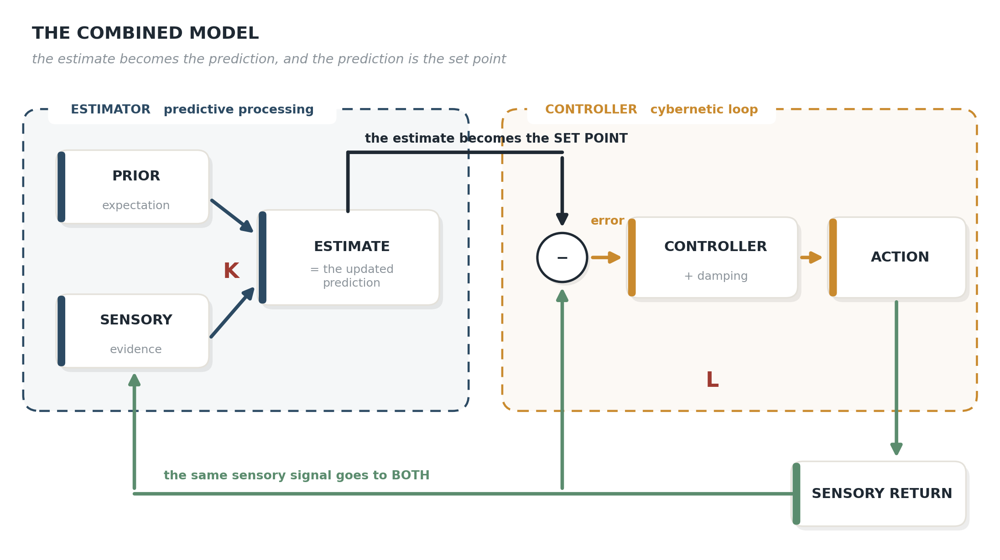 THE COMBINED MODEL
the estimate becomes the prediction, and the prediction is the set point
ESTIMATOR predictive processing
CONTROLLER cybernetic loop
the estimate becomes the SET POINT
PRIOR
expectation
SENSORY
evidence
K
ESTIMATE
= the updated
prediction
−
error
CONTROLLER
+ damping
ACTION
L
the same sensory signal goes to BOTH
SENSORY RETURN